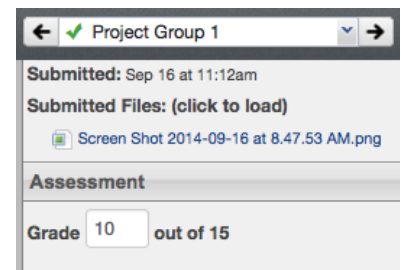 Project Group 1
Submitted: Sep 16 at 11:12am
Submitted Files: (click to load)
Screen Shot 2014-09-16 at 8.47.53 AM.png
Assessment
Grade 10 out of 15